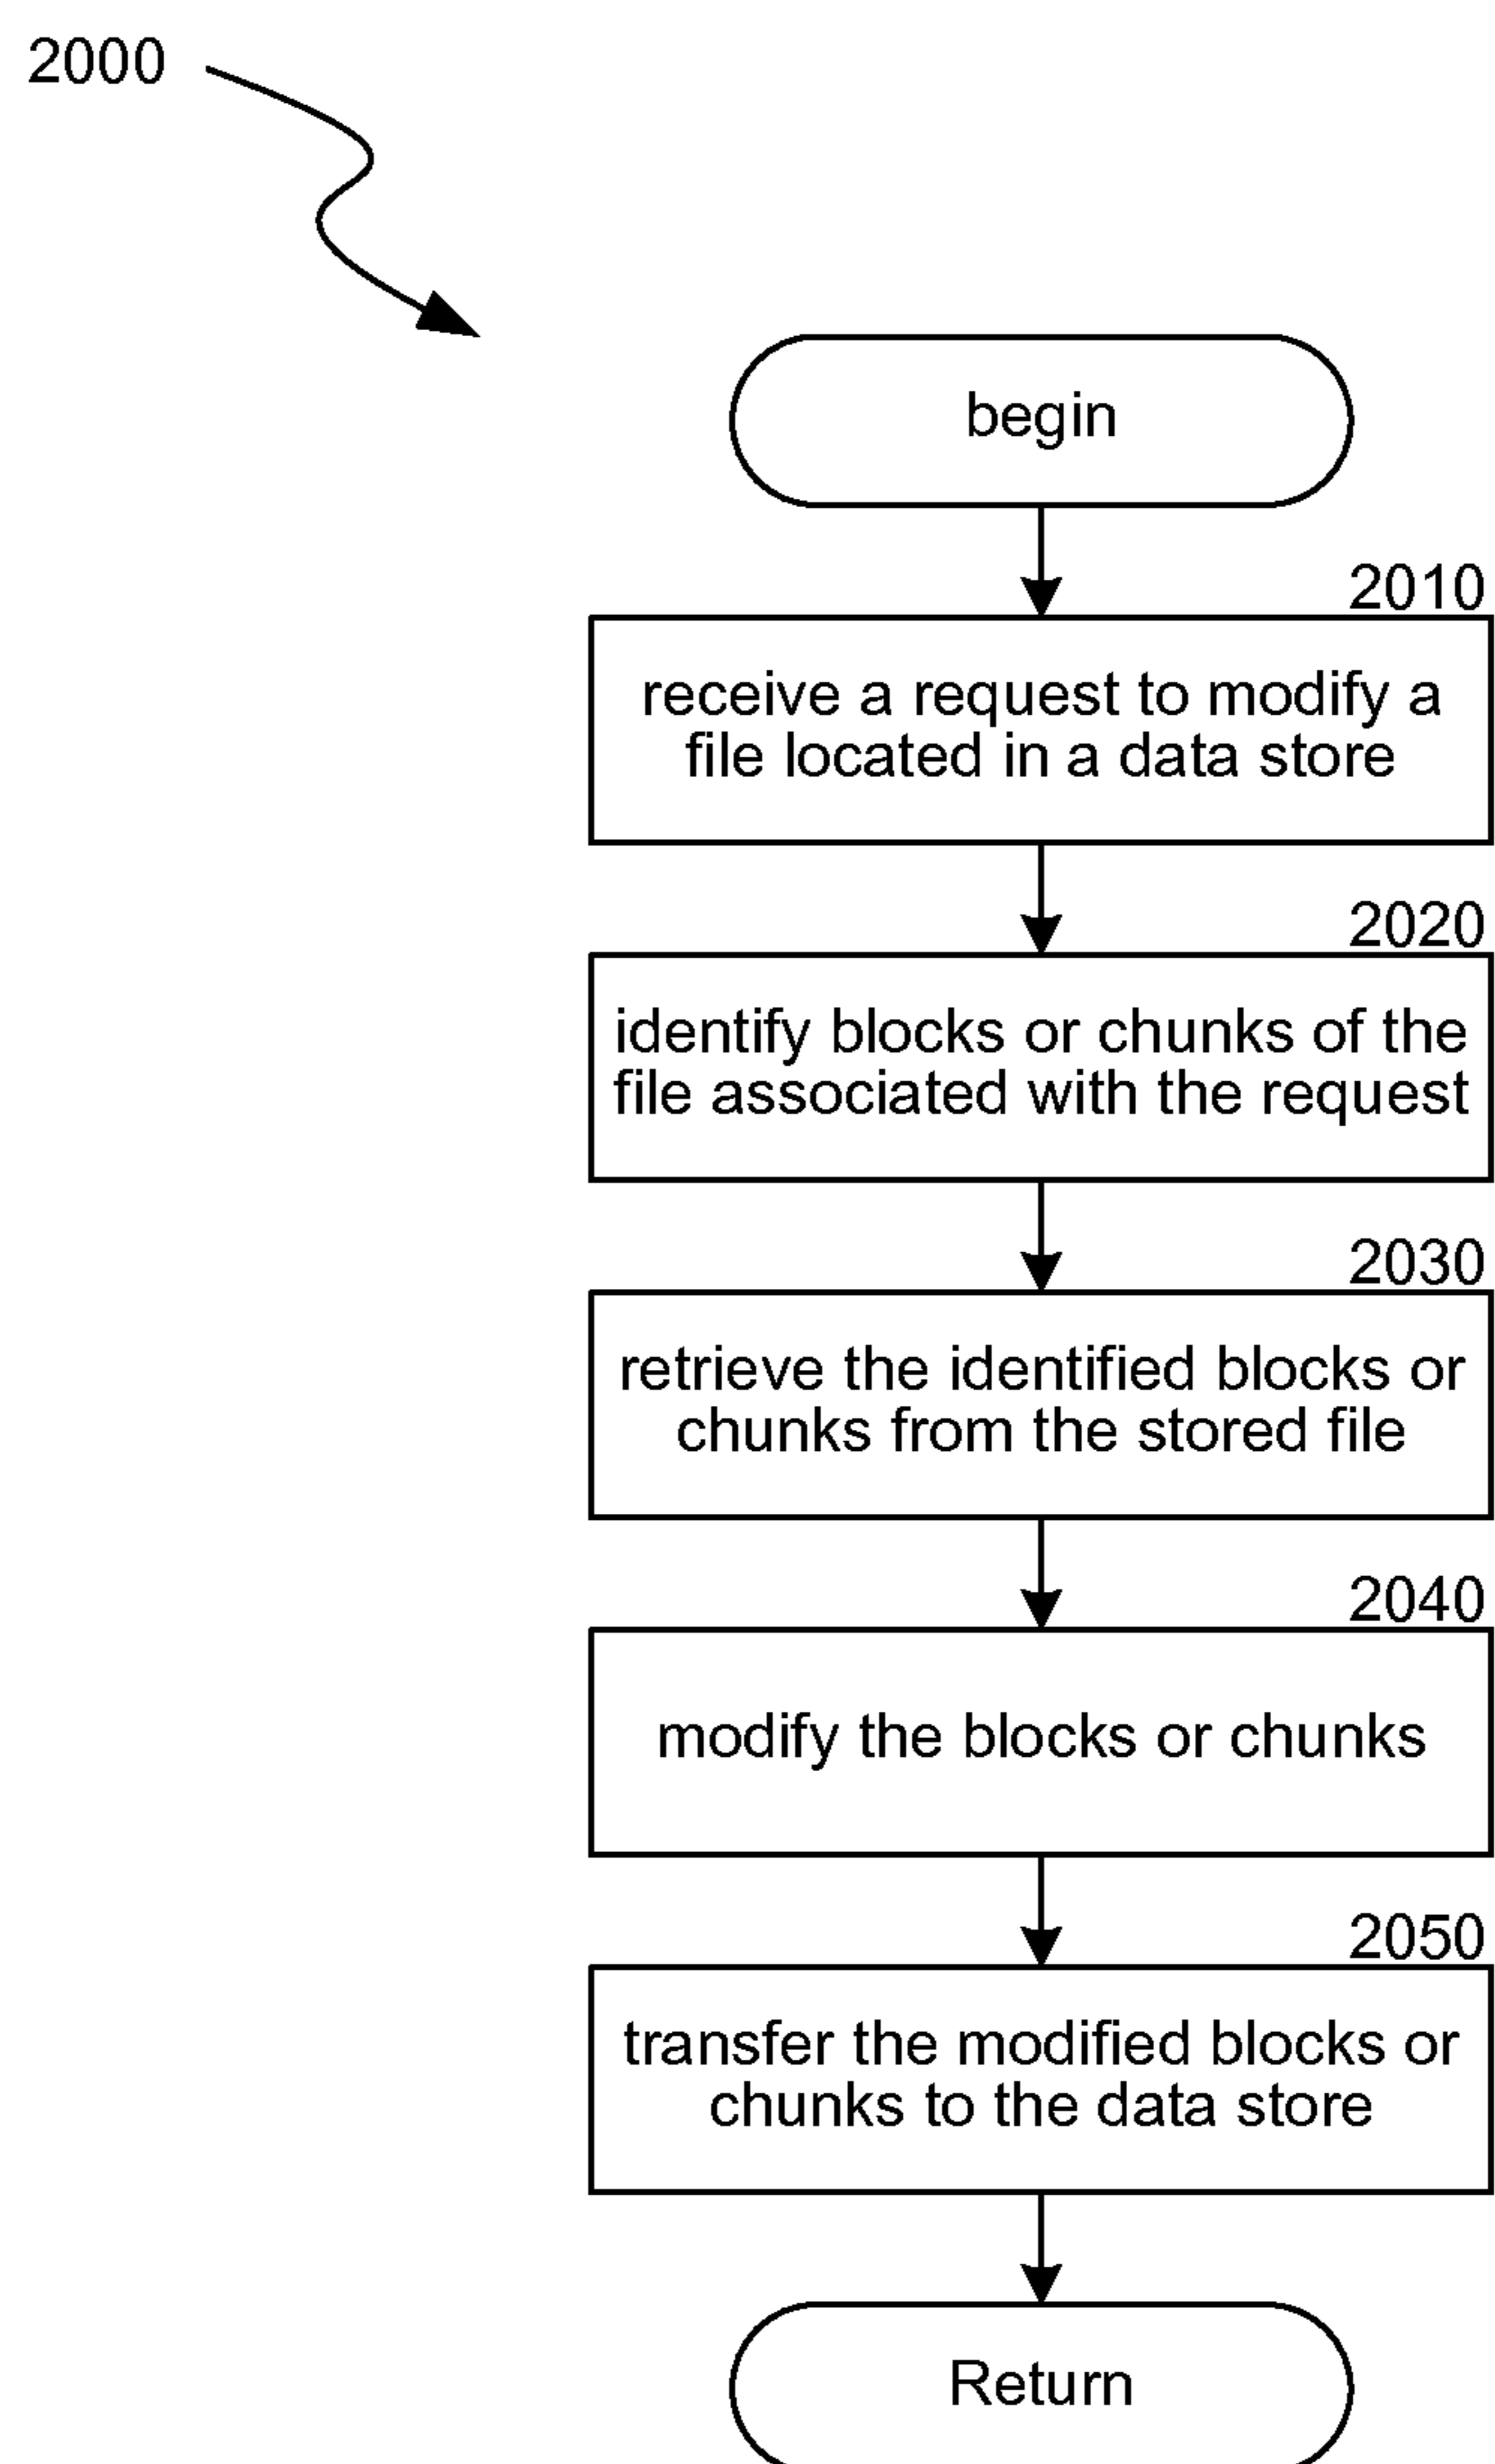 2000
begin
2010
receive a request to modify a
file located in a data store
2020
identify blocks or chunks of the
file associated with the request
2030
retrieve the identified blocks or
chunks from the stored file
2040
modify the blocks or chunks
2050
transfer the modified blocks or
chunks to the data store
Return